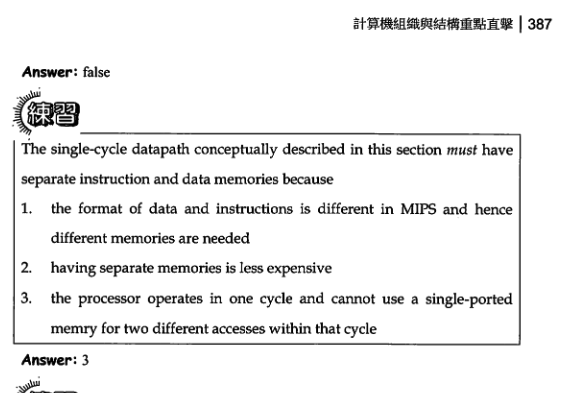 計算機組織與結構重點直擊 | 387
Answer: false
練習
The single-cycle datapath conceptually described in this section must have
separate instruction and data memories because
1. the format of data and instructions is different in MIPS and hence
different memories are needed
2. having separate memories is less expensive
3. the processor operates in one cycle and cannot use a single-ported
memry for two different accesses within that cycle
Answer: 3